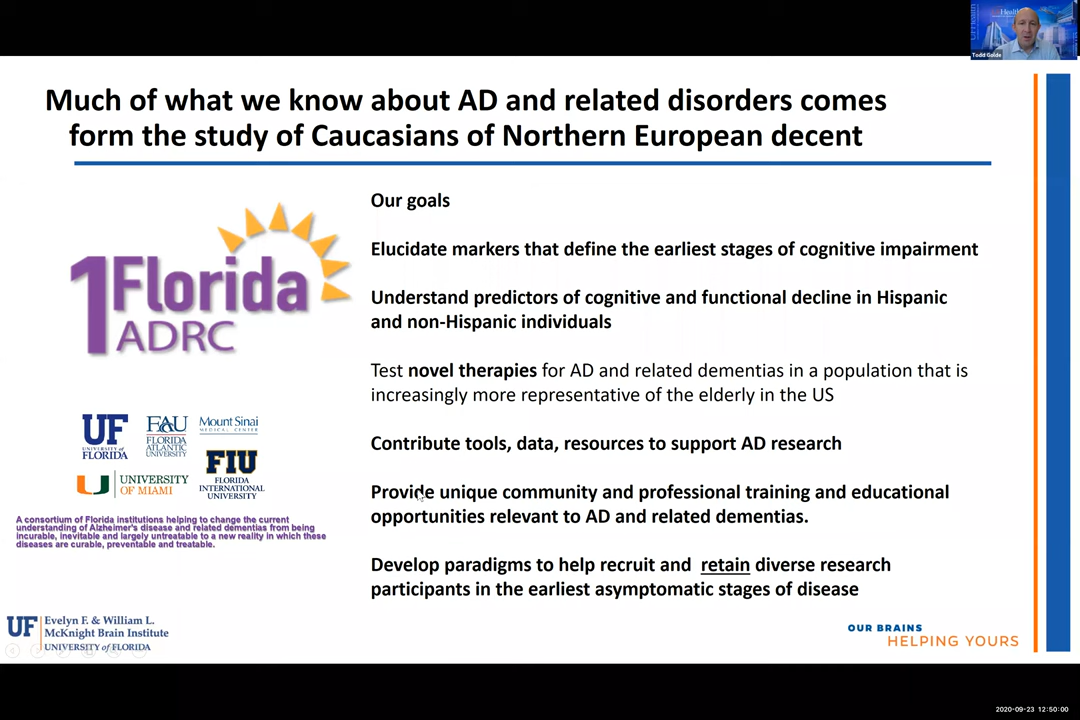 Health
Todd Golde
Much of what we know about AD and related disorders comes
form the study of Caucasians of Northern European decent
1Florida
ADRC
UF
UNIVERSITY of
FLORIDA
FAU
FLORIDA
ATLANTIC
UNIVERSITY
Mount Sinai
MEDICAL CENTER
U
UNIVERSITY
OF MIAMI
FIU
FLORIDA
INTERNATIONAL
UNIVERSITY
A consortium of Florida institutions helping to change the current
understanding of Alzheimer's disease and related dementias from being
incurable, inevitable and largely untreatable to a new reality in which these
diseases are curable, preventable and treatable.
Our goals
Elucidate markers that define the earliest stages of cognitive impairment
Understand predictors of cognitive and functional decline in Hispanic
and non-Hispanic individuals
Test novel therapies for AD and related dementias in a population that is
increasingly more representative of the elderly in the US
Contribute tools, data, resources to support AD research
Provide unique community and professional training and educational
opportunities relevant to AD and related dementias.
Develop paradigms to help recruit and retain diverse research
participants in the earliest asymptomatic stages of disease
UF
Evelyn F. & William L.
McKnight Brain Institute
UNIVERSITY of FLORIDA
OUR BRAINS
HELPING YOURS
2020-09-23 12:50:00